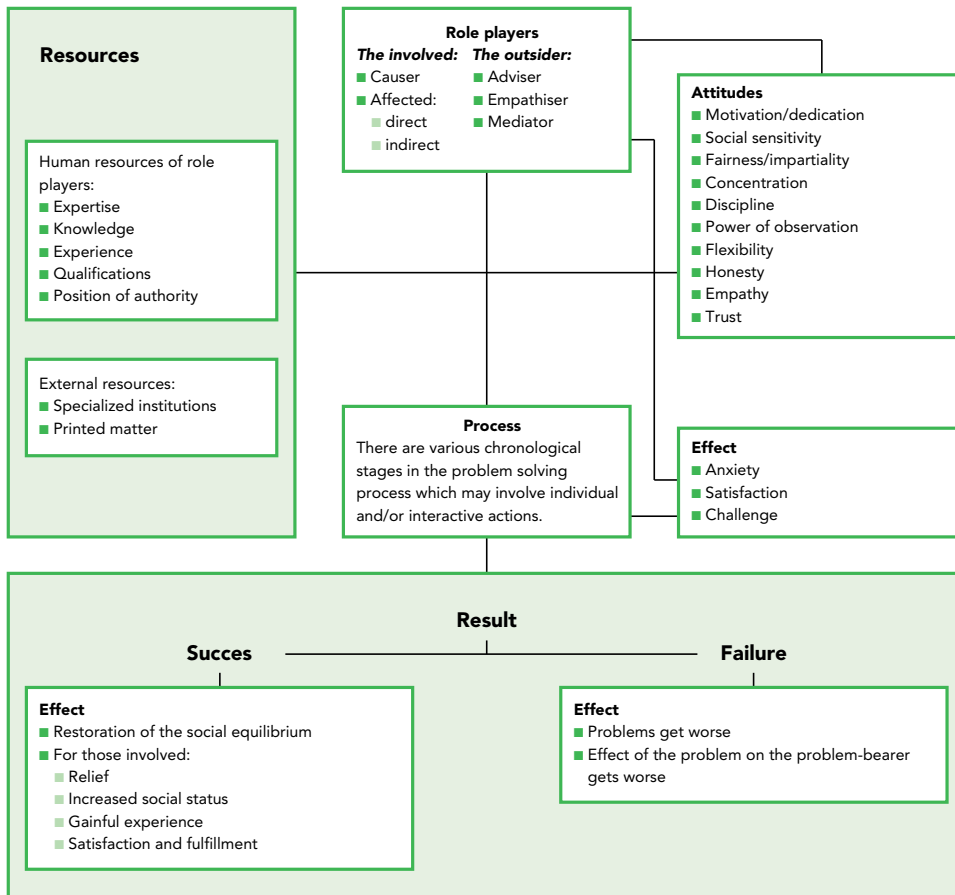 Resources
Human resources of role
players:
Expertise
Knowledge
Experience
Qualifications
Position of authority
External resources:
Specialized institutions
Printed matter
Role players
The involved: The outsider:
Causer Adviser
Affected: Empathiser
direct Mediator
indirect
Attitudes
Motivation/dedication
Social sensitivity
Fairness/impartiality
Concentration
Discipline
Power of observation
Flexibility
Honesty
Empathy
Trust
Process
There are various chronological
stages in the problem solving
process which may involve individual
and/or interactive actions.
Effect
Anxiety
Satisfaction
Challenge
Result
Succes
Failure
Effect
Restoration of the social equilibrium
For those involved:
Relief
Increased social status
Gainful experience
Satisfaction and fulfillment
Effect
Problems get worse
Effect of the problem on the problem-bearer
gets worse